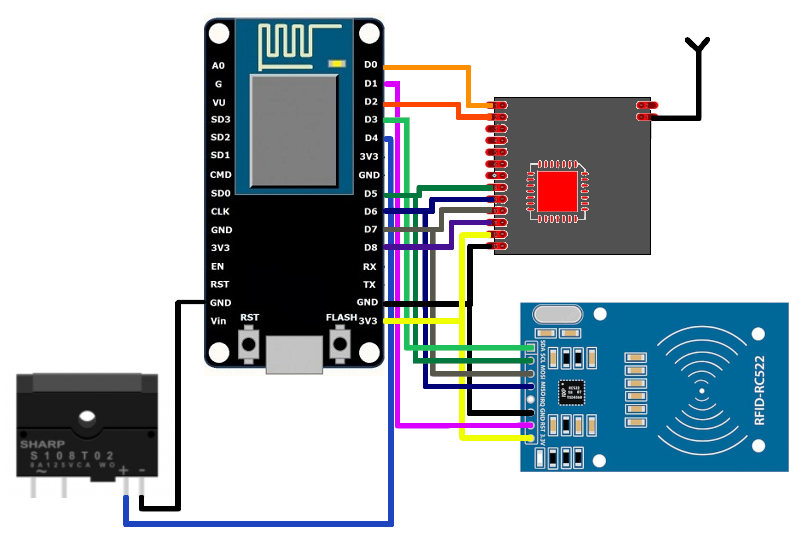 A0
G
VU
SD3
SD2
SD1
CMD
SD0
CLK
GND
3V3
EN
RST
GND
Vin
D0
D1
D2
D3
D4
3V3
GND
D5
D6
D7
D8
RX
TX
GND
3V3
RST
FLASH
SHARP
S108T02
8A125VCA WO
~
+ -
SDA SCL MOSI MISO IRQ GND RST 3.3V
RFID-RC522